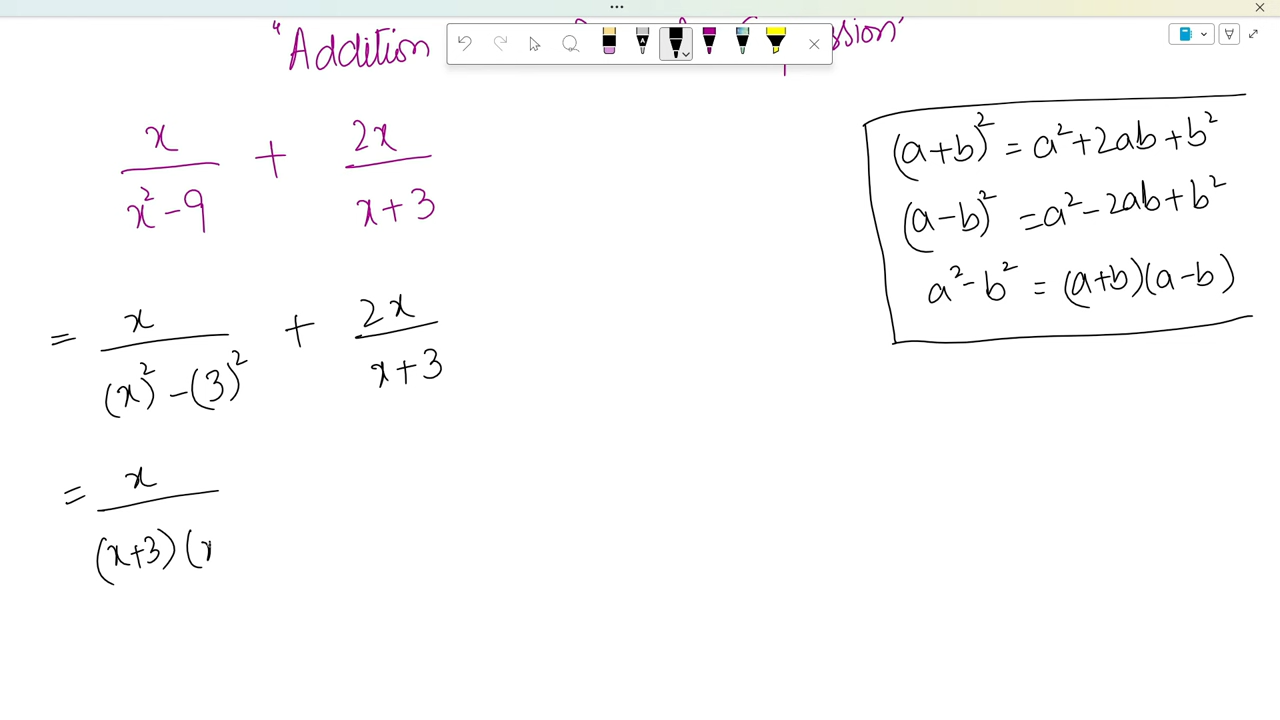 "Addition
x/(x²-9) + 2x/(x+3)
= x/((x)²-(3)²) + 2x/(x+3)
= x/((x+3)(x
(a+b)² = a²+2ab+b²
(a-b)² = a²-2ab+b²
a²-b² = (a+b)(a-b)